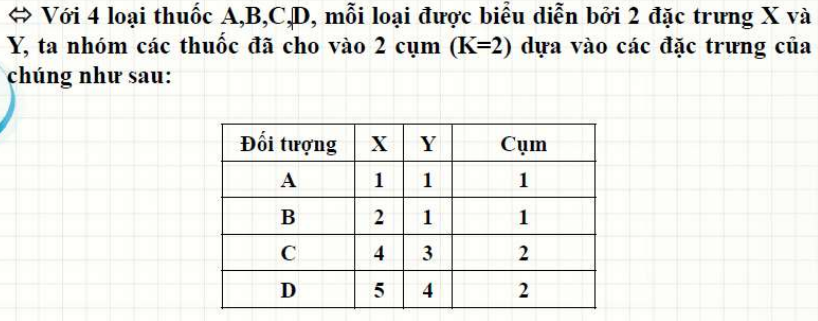 ⇔ Với 4 loại thuốc A,B,C,D, mỗi loại được biểu diễn bởi 2 đặc trưng X và
Y, ta nhóm các thuốc đã cho vào 2 cụm (K=2) dựa vào các đặc trưng của
chúng như sau:
Đối tượng X Y Cụm
A 1 1 1
B 2 1 1
C 4 3 2
D 5 4 2